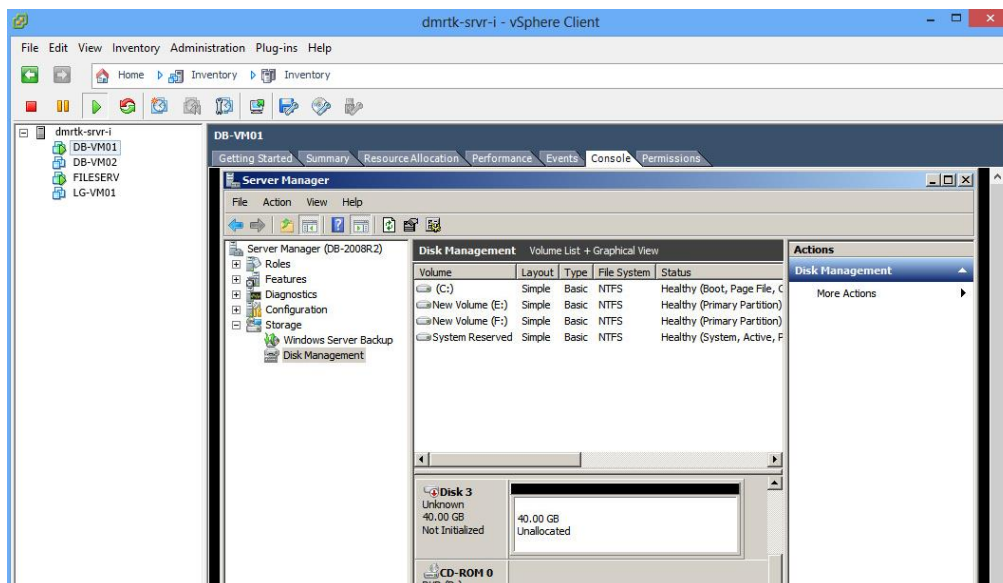 dmrtk-srvr-i - vSphere Client
File Edit View Inventory Administration Plug-ins Help
Home Inventory Inventory
dmrtk-srvr-i
DB-VM01
DB-VM02
FILESERV
LG-VM01
DB-VM01
Getting Started Summary Resource Allocation Performance Events Console Permissions
Server Manager
File Action View Help
Server Manager (DB-2008R2)
Roles
Features
Diagnostics
Configuration
Storage
Windows Server Backup
Disk Management
Disk Management Volume List + Graphical View
Volume Layout Type File System Status
(C:) Simple Basic NTFS Healthy (Boot, Page File, C
New Volume (E:) Simple Basic NTFS Healthy (Primary Partition)
New Volume (F:) Simple Basic NTFS Healthy (Primary Partition)
System Reserved Simple Basic NTFS Healthy (System, Active, P
Disk 3
Unknown
40.00 GB
Not Initialized
40.00 GB
Unallocated
CD-ROM 0
Actions
Disk Management
More Actions